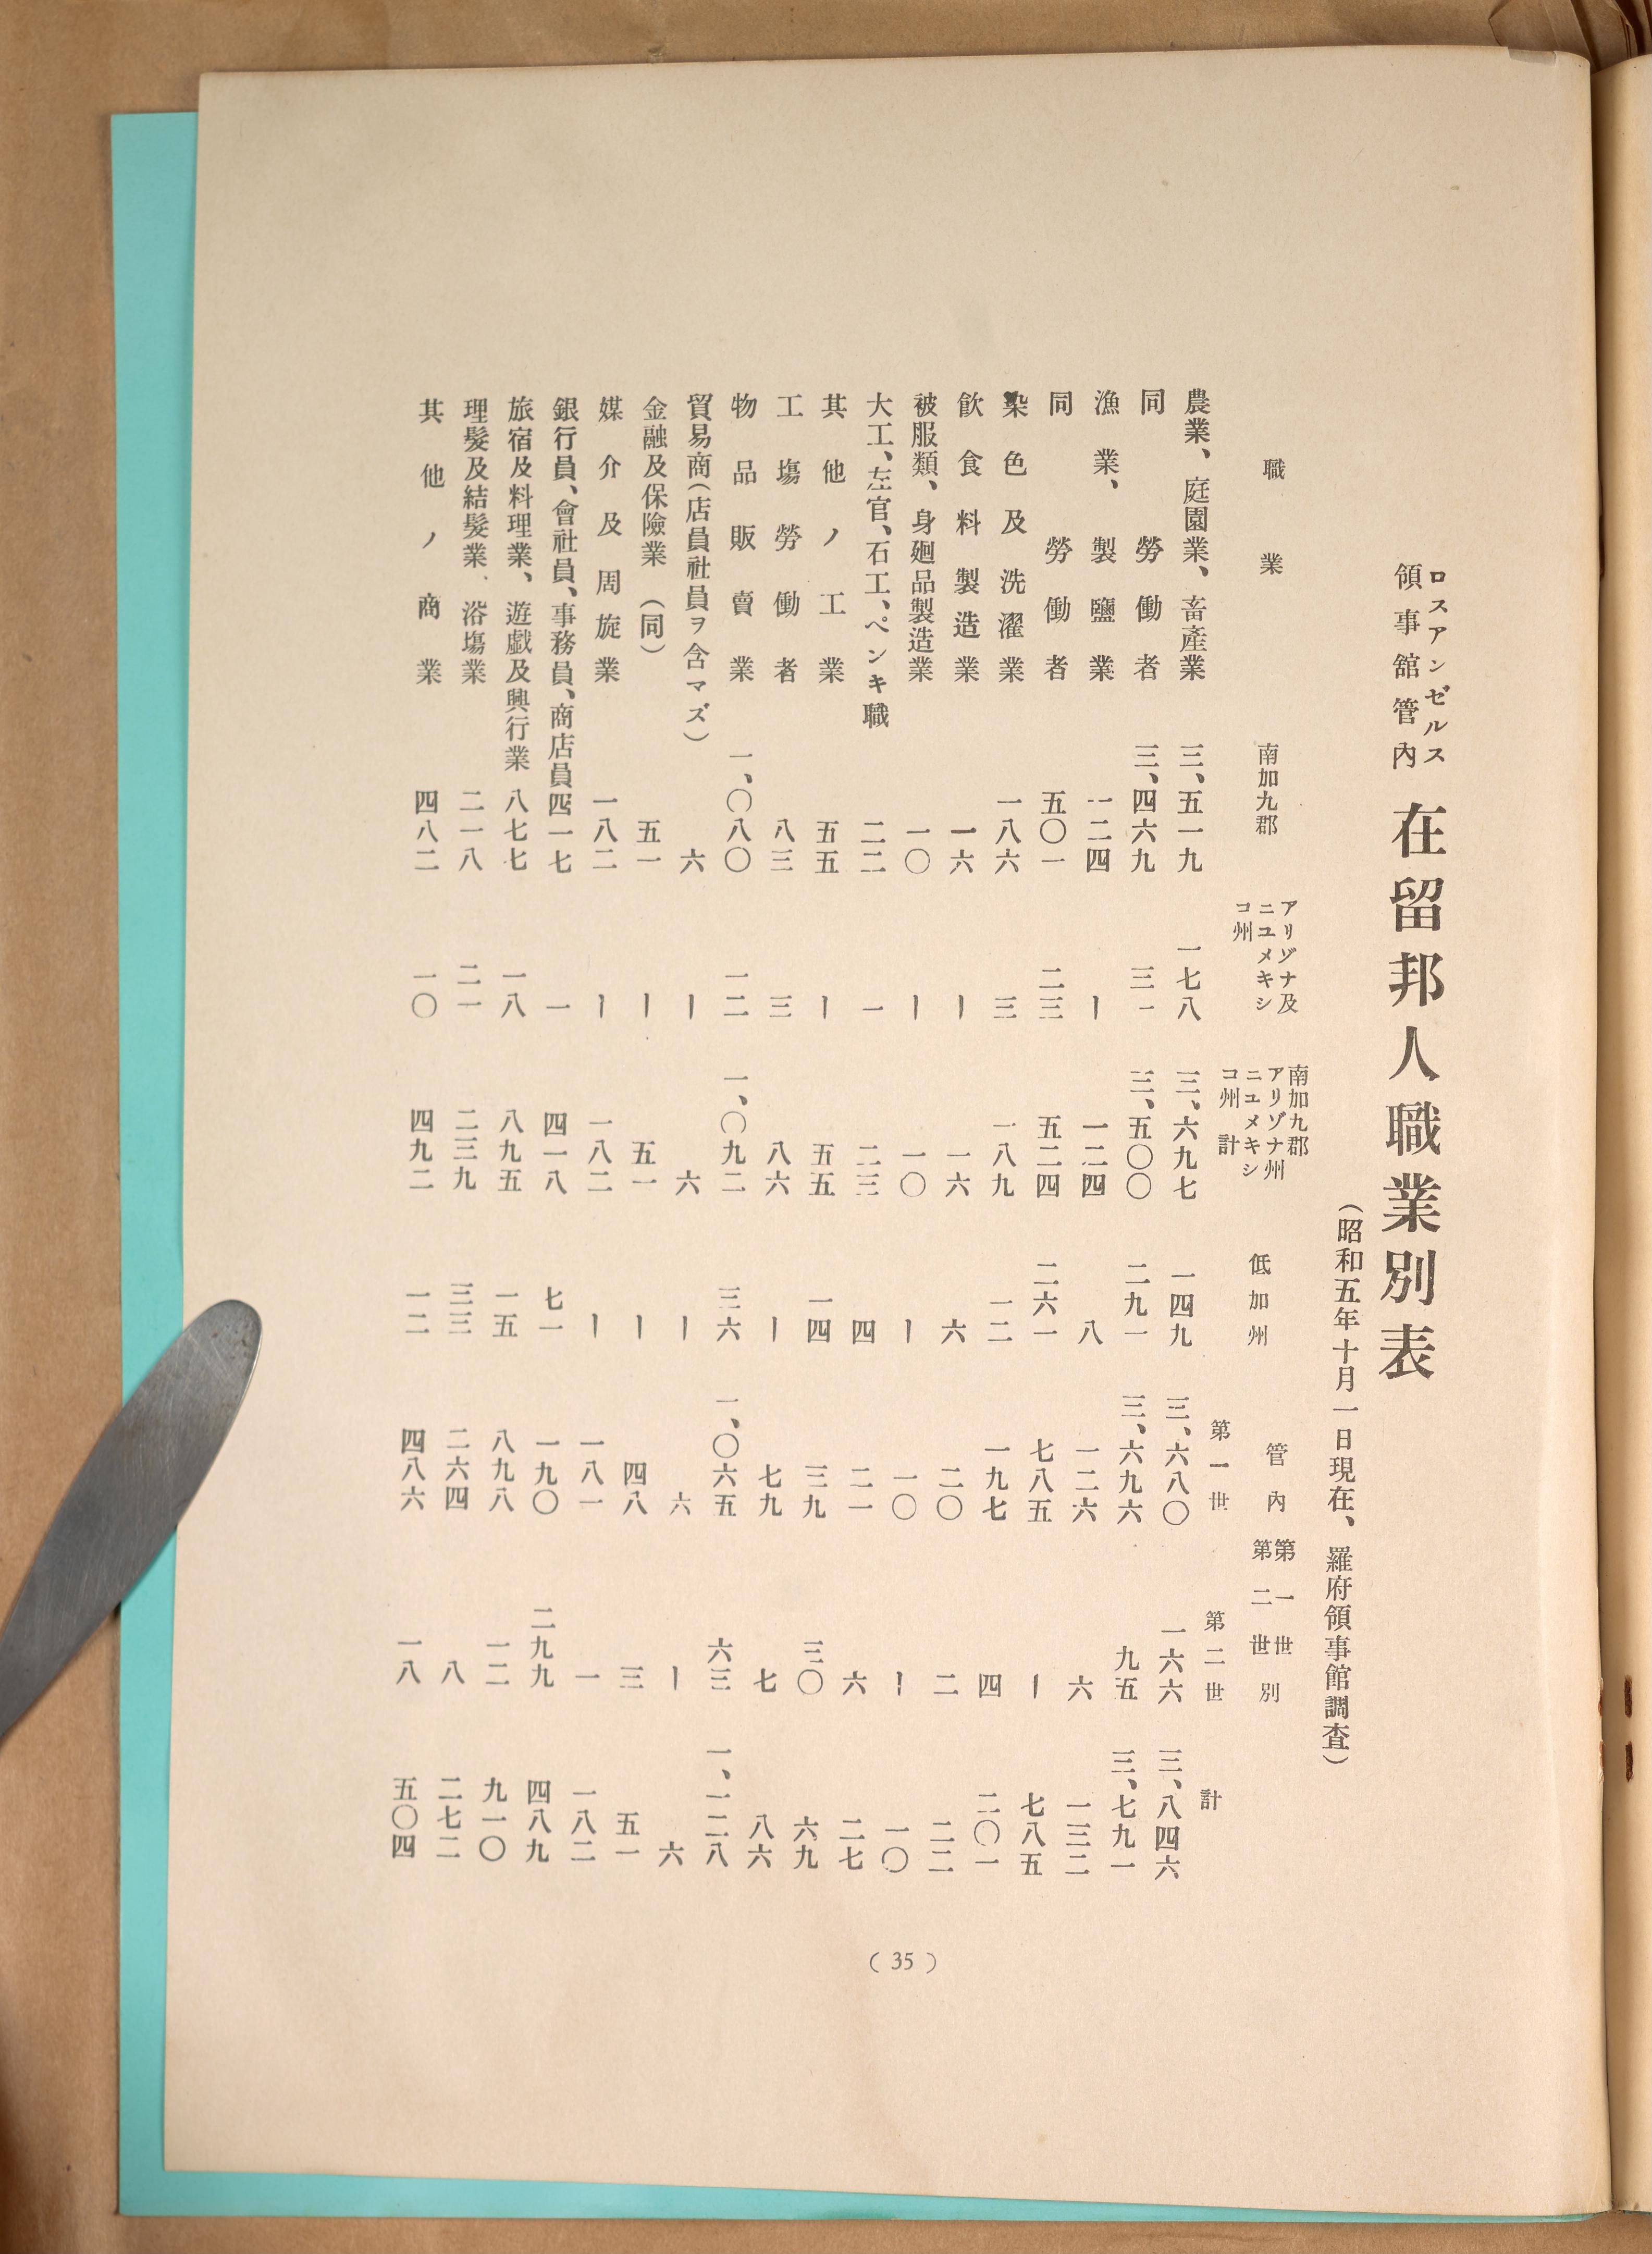 ロスアンゼルス
領事館管內
在留邦人職業別表
（昭和五年十月一日現在、羅府領事館調査）
職業
南加九郡
アリゾナ及
ニユメキシ
コ州
南加九郡
アリゾナ州
ニユメキシ
コ州 計
低加州
管內
第一世
第二世
別
第一世
第二世
計
農業、庭園業、畜產業 三、五一九 一七八 三、六九七 一四九 三、六八〇 一六六 三、八四六
同 勞働者 三、四六九 三一 三、五〇〇 二九一 三、六九六 九五 三、七九一
漁業、製鹽業 一二四 ー 一二四 八 一二六 六 一三二
同 勞働者 五〇一 二三 五二四 二六一 七八五 ー 七八五
染色及洗濯業 一八六 三 一八九 一二 一九七 四 二〇一
飮食料製造業 一六 ー 一六 六 二〇 二 二二
被服類、身廻品製造業 一〇 ー 一〇 ー 一〇 ー 一〇
大工、左官、石工、ペンキ職 二二 一 二三 四 二一 六 二七
其他ノ工業 五五 ー 五五 一四 三九 三〇 六九
工塲勞働者 八三 三 八六 ー 七九 七 八六
物品販賣業 一、〇八〇 一二 一、〇九二 三六 一、〇六五 六三 一、一二八
貿易商（店員社員ヲ含マズ） 六 ー 六 ー 六 ー 六
金融及保險業（同） 五一 ー 五一 ー 四八 三 五一
媒介及周旋業 一八二 ー 一八二 ー 一八一 一 一八二
銀行員、會社員、事務員、商店員 四一七 一 四一八 七一 一九〇 二九九 四八九
旅宿及料理業、遊戯及興行業 八七七 一八 八九五 一五 八九八 一二 九一〇
理髮及結髮業、浴塲業 二一八 二一 二三九 三三 二六四 八 二七二
其他ノ商業 四八二 一〇 四九二 一二 四八六 一八 五〇四
( 35 )